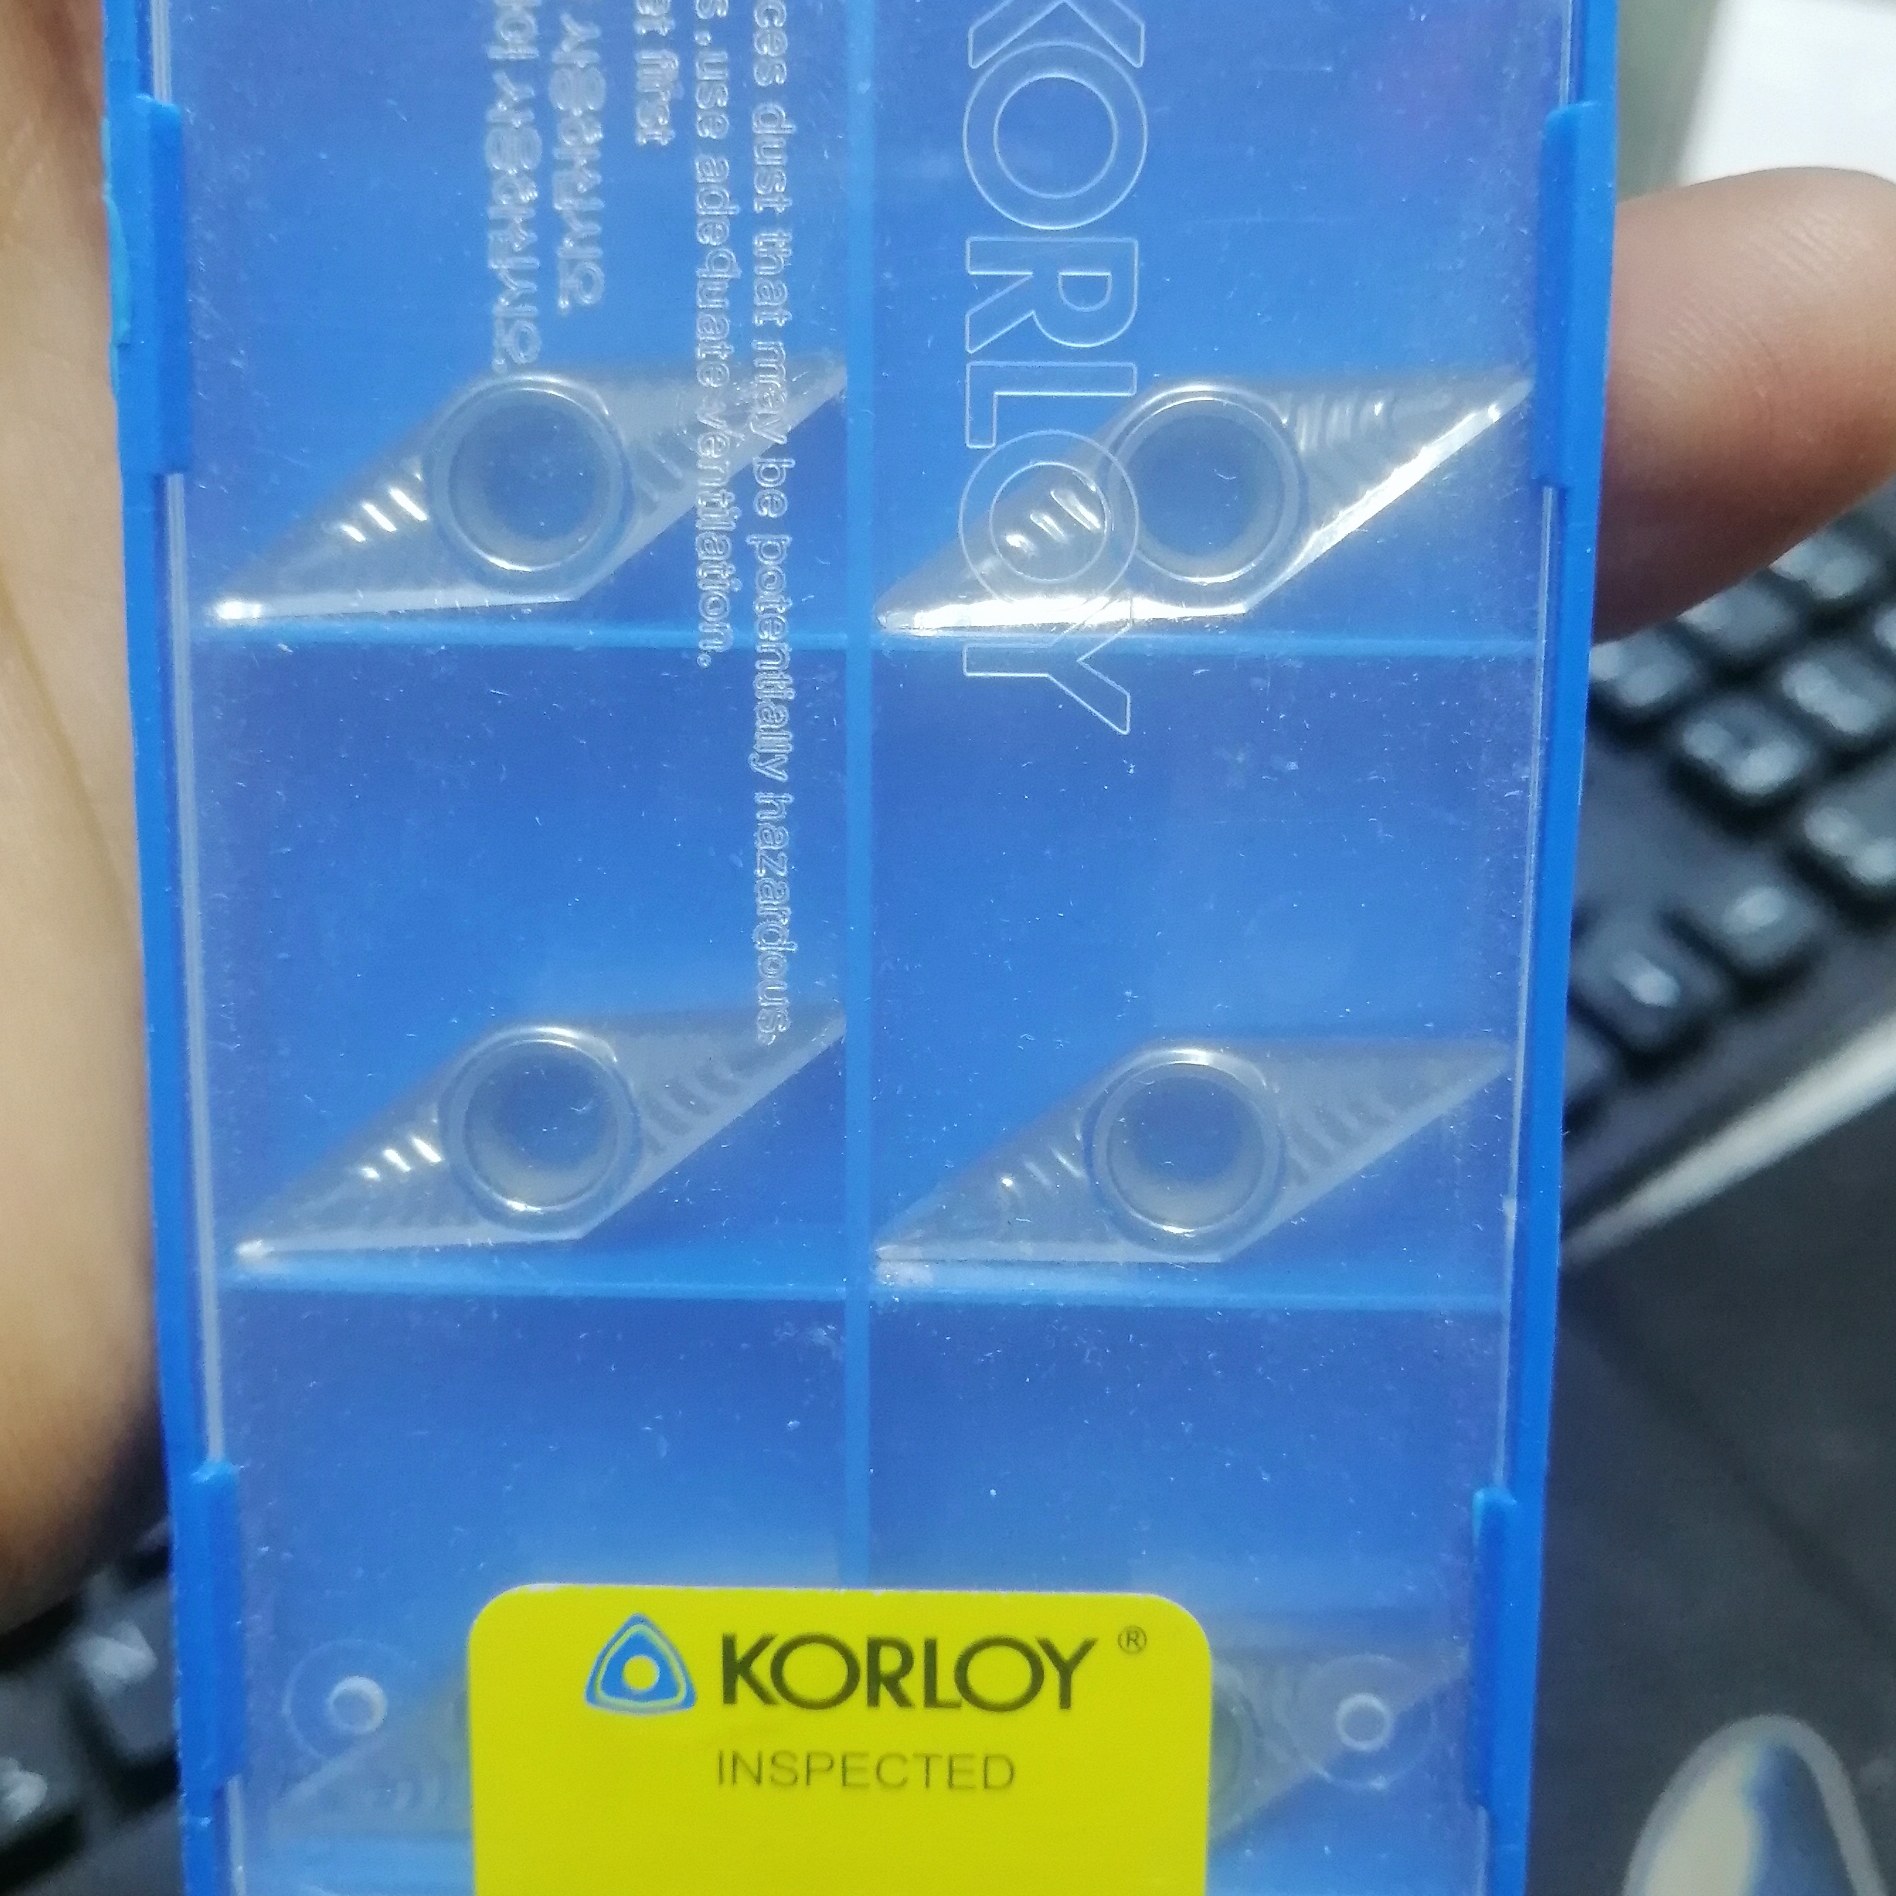 KORLOY
ces dust that may be potentially hazardous.
,use adequate ventilation.
at first
KORLOY ®
INSPECTED